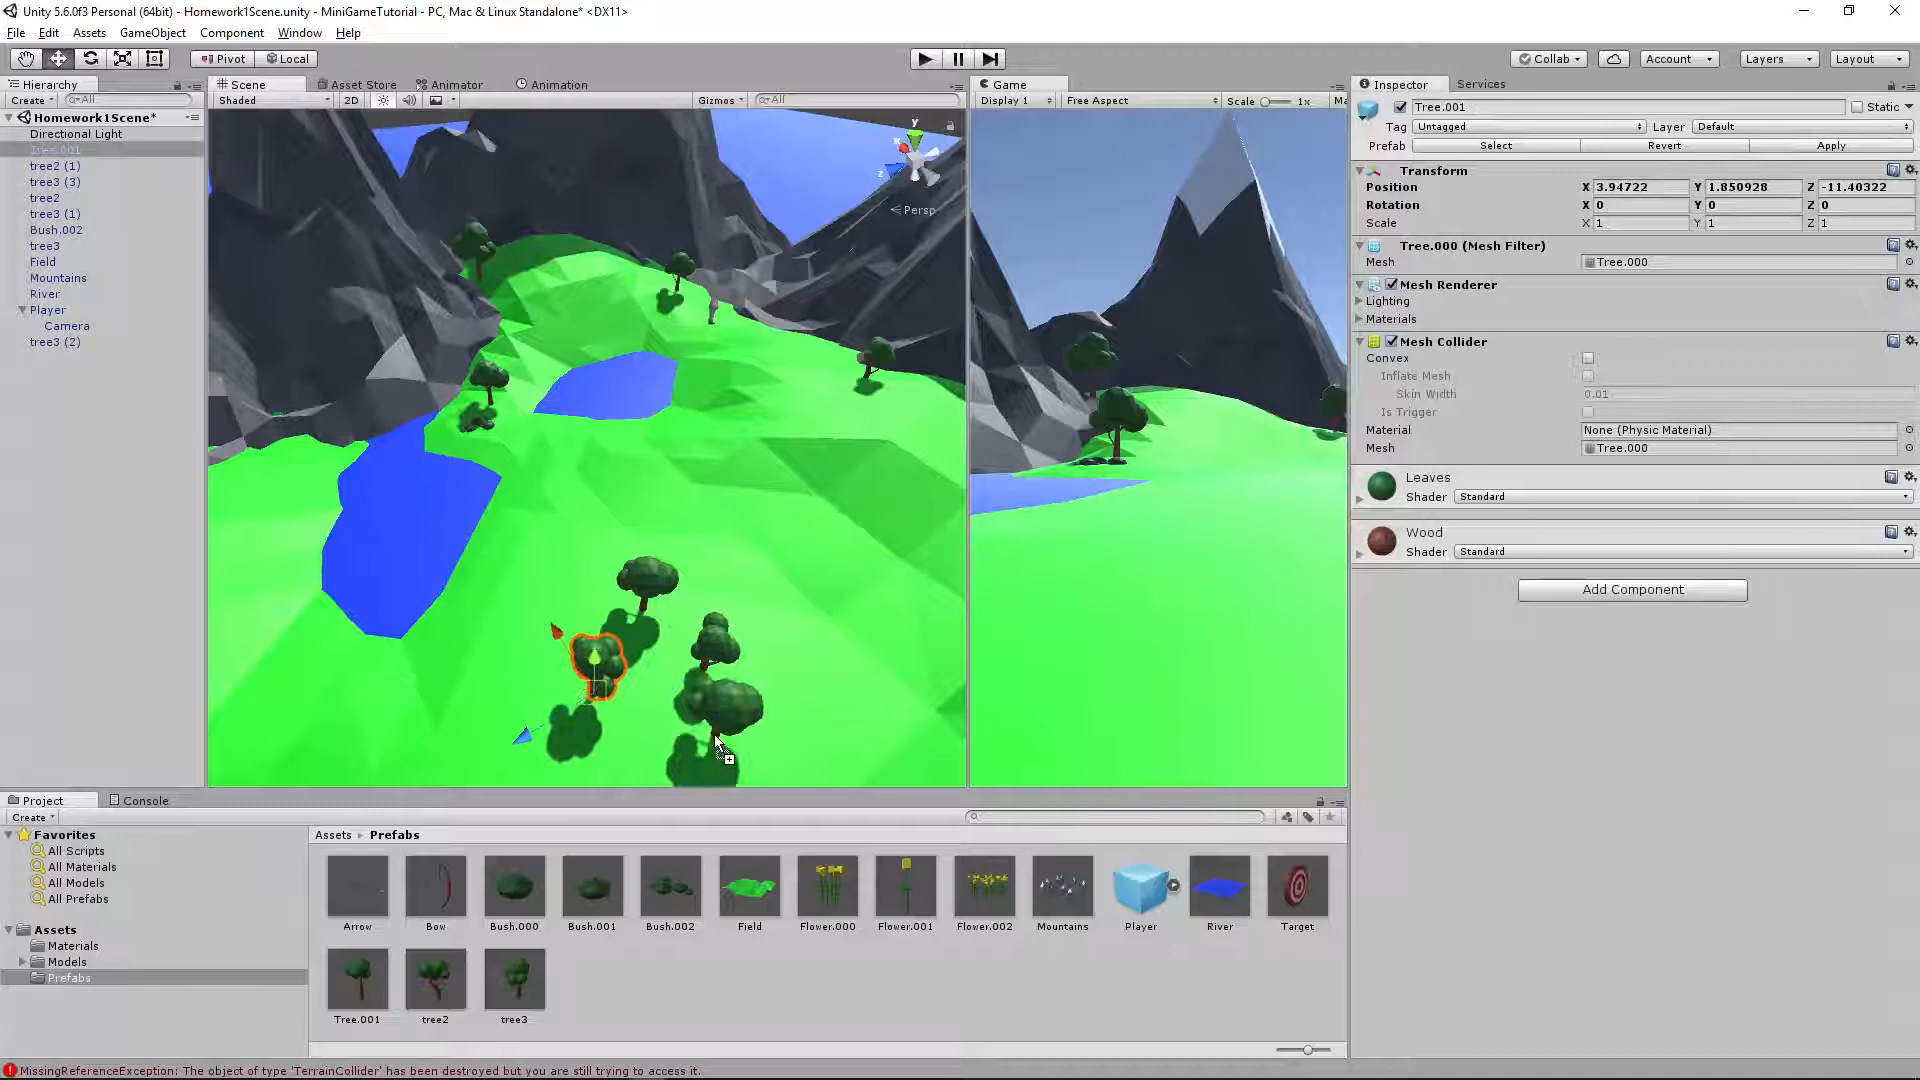 Unity 5.6.0f3 Personal (64bit) - Homework1Scene.unity - MiniGameTutorial - PC, Mac & Linux Standalone* <DX11>
File Edit Assets GameObject Component Window Help
Pivot Local Collab Account Layers Layout
Hierarchy Scene Asset Store Animator Animation Game Inspector Services
Create All Shaded 2D Gizmos All Display 1 Free Aspect Scale 1x Ma
Tree.001 Static
Homework1Scene*
Tag Untagged Layer Default
Directional Light
Prefab Select Revert Apply
Tree.001
tree2 (1)
tree3 (3)
tree2
tree3 (1)
Bush.002
tree3
Field
Mountains
River
Player
Camera
tree3 (2)
y
x
z
Persp
Transform
Position X 3.94722 Y 1.850928 Z -11.40322
Rotation X 0 Y 0 Z 0
Scale X 1 Y 1 Z 1
Tree.000 (Mesh Filter)
Mesh Tree.000
Mesh Renderer
Lighting
Materials
Mesh Collider
Convex
Inflate Mesh
Skin Width 0.01
Is Trigger
Material None (Physic Material)
Mesh Tree.000
Leaves
Shader Standard
Wood
Shader Standard
Add Component
Project Console
Create
Favorites
All Scripts
All Materials
All Models
All Prefabs
Assets
Materials
Models
Prefabs
Assets Prefabs
Arrow Bow Bush.000 Bush.001 Bush.002 Field Flower.000 Flower.001 Flower.002 Mountains Player River Target
Tree.001 tree2 tree3
MissingReferenceException: The object of type 'TerrainCollider' has been destroyed but you are still trying to access it.